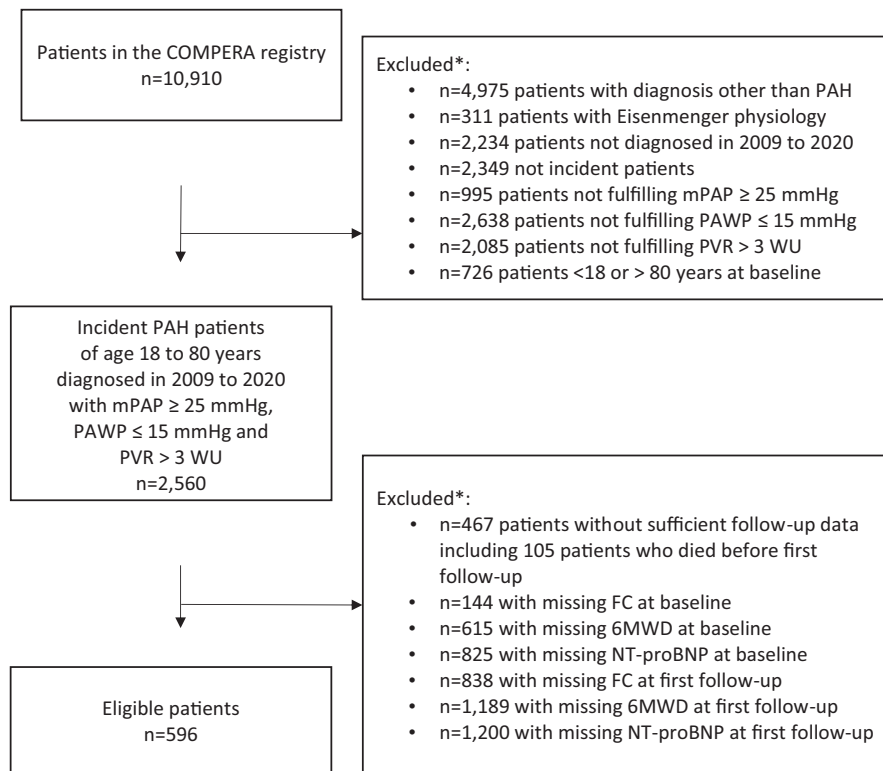 Patients in the COMPERA registry
n=10,910
Excluded*:
• n=4,975 patients with diagnosis other than PAH
• n=311 patients with Eisenmenger physiology
• n=2,234 patients not diagnosed in 2009 to 2020
• n=2,349 not incident patients
• n=995 patients not fulfilling mPAP ≥ 25 mmHg
• n=2,638 patients not fulfilling PAWP ≤ 15 mmHg
• n=2,085 patients not fulfilling PVR > 3 WU
• n=726 patients <18 or > 80 years at baseline
Incident PAH patients
of age 18 to 80 years
diagnosed in 2009 to 2020
with mPAP ≥ 25 mmHg,
PAWP ≤ 15 mmHg and
PVR > 3 WU
n=2,560
Excluded*:
• n=467 patients without sufficient follow-up data
including 105 patients who died before first
follow-up
• n=144 with missing FC at baseline
• n=615 with missing 6MWD at baseline
• n=825 with missing NT-proBNP at baseline
• n=838 with missing FC at first follow-up
• n=1,189 with missing 6MWD at first follow-up
• n=1,200 with missing NT-proBNP at first follow-up
Eligible patients
n=596